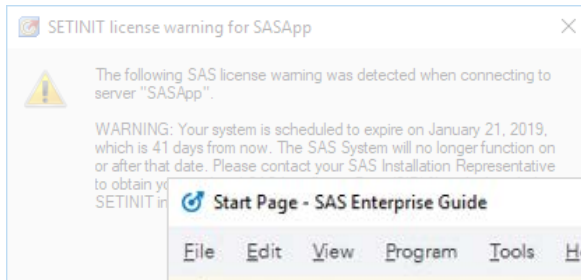 SETINIT license warning for SASApp
The following SAS license warning was detected when connecting to
server "SASApp".
WARNING: Your system is scheduled to expire on January 21, 2019,
which is 41 days from now. The SAS System will no longer function on
or after that date. Please contact your SAS Installation Representative
to obtain
SETINIT
Start Page - SAS Enterprise Guide
File Edit View Program Tools